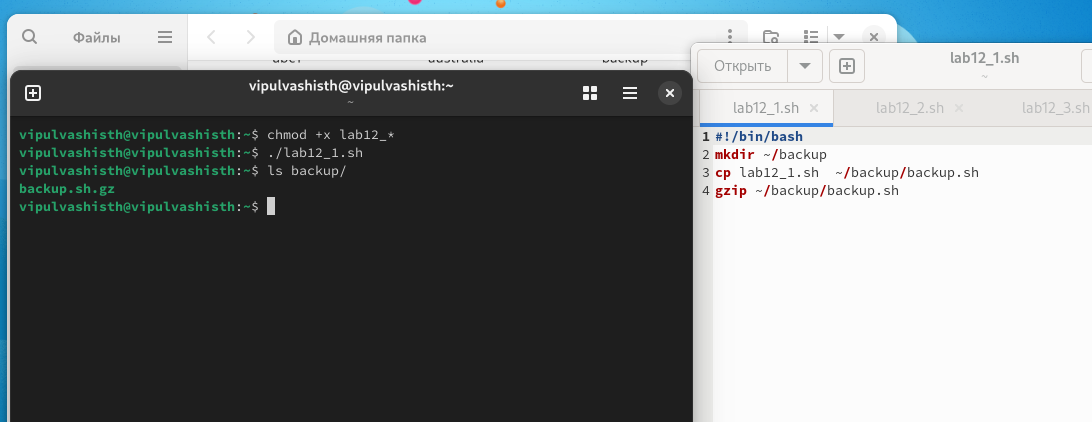 Файлы
Домашняя папка
australia
backup
vipulvashisth@vipulvashisth:~
~
vipulvashisth@vipulvashisth:~$ chmod +x lab12_*
vipulvashisth@vipulvashisth:~$ ./lab12_1.sh
vipulvashisth@vipulvashisth:~$ ls backup/
backup.sh.gz
vipulvashisth@vipulvashisth:~$
Открыть
lab12_1.sh
~
lab12_1.sh
lab12_2.sh
lab12_3.sh
1 #!/bin/bash
2 mkdir ~/backup
3 cp lab12_1.sh  ~/backup/backup.sh
4 gzip ~/backup/backup.sh